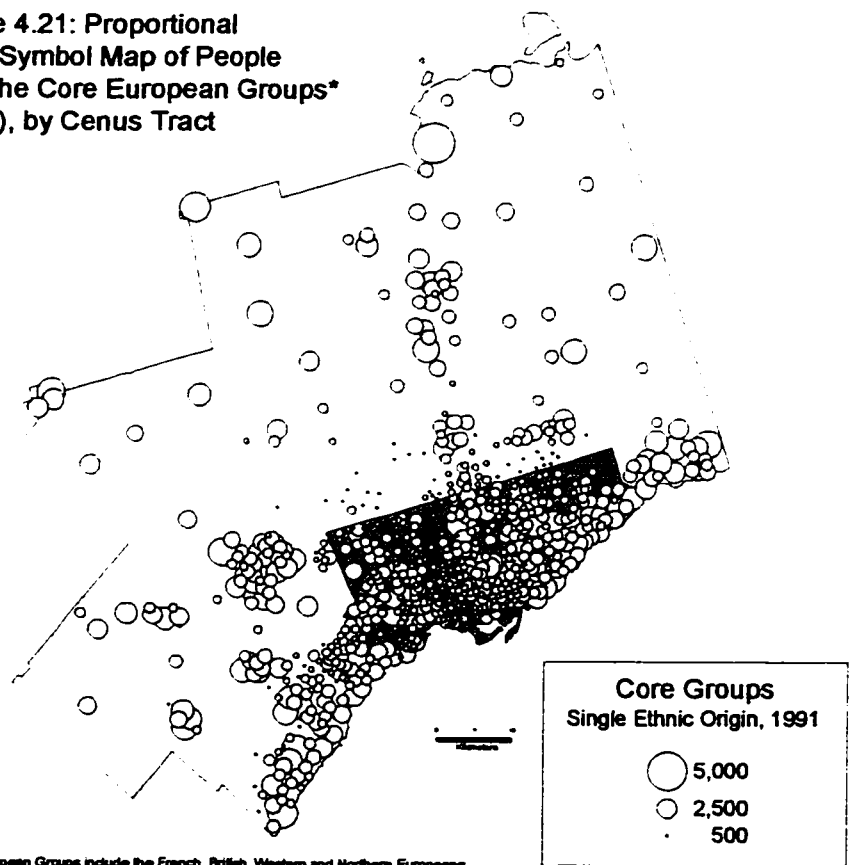 4.21: Proportional
Symbol Map of People
he Core European Groups*
), by Cenus Tract
Core Groups
Single Ethnic Origin, 1991
5,000
2,500
500
Kilometers
Groups include the French, British, Western and Northern Europeans